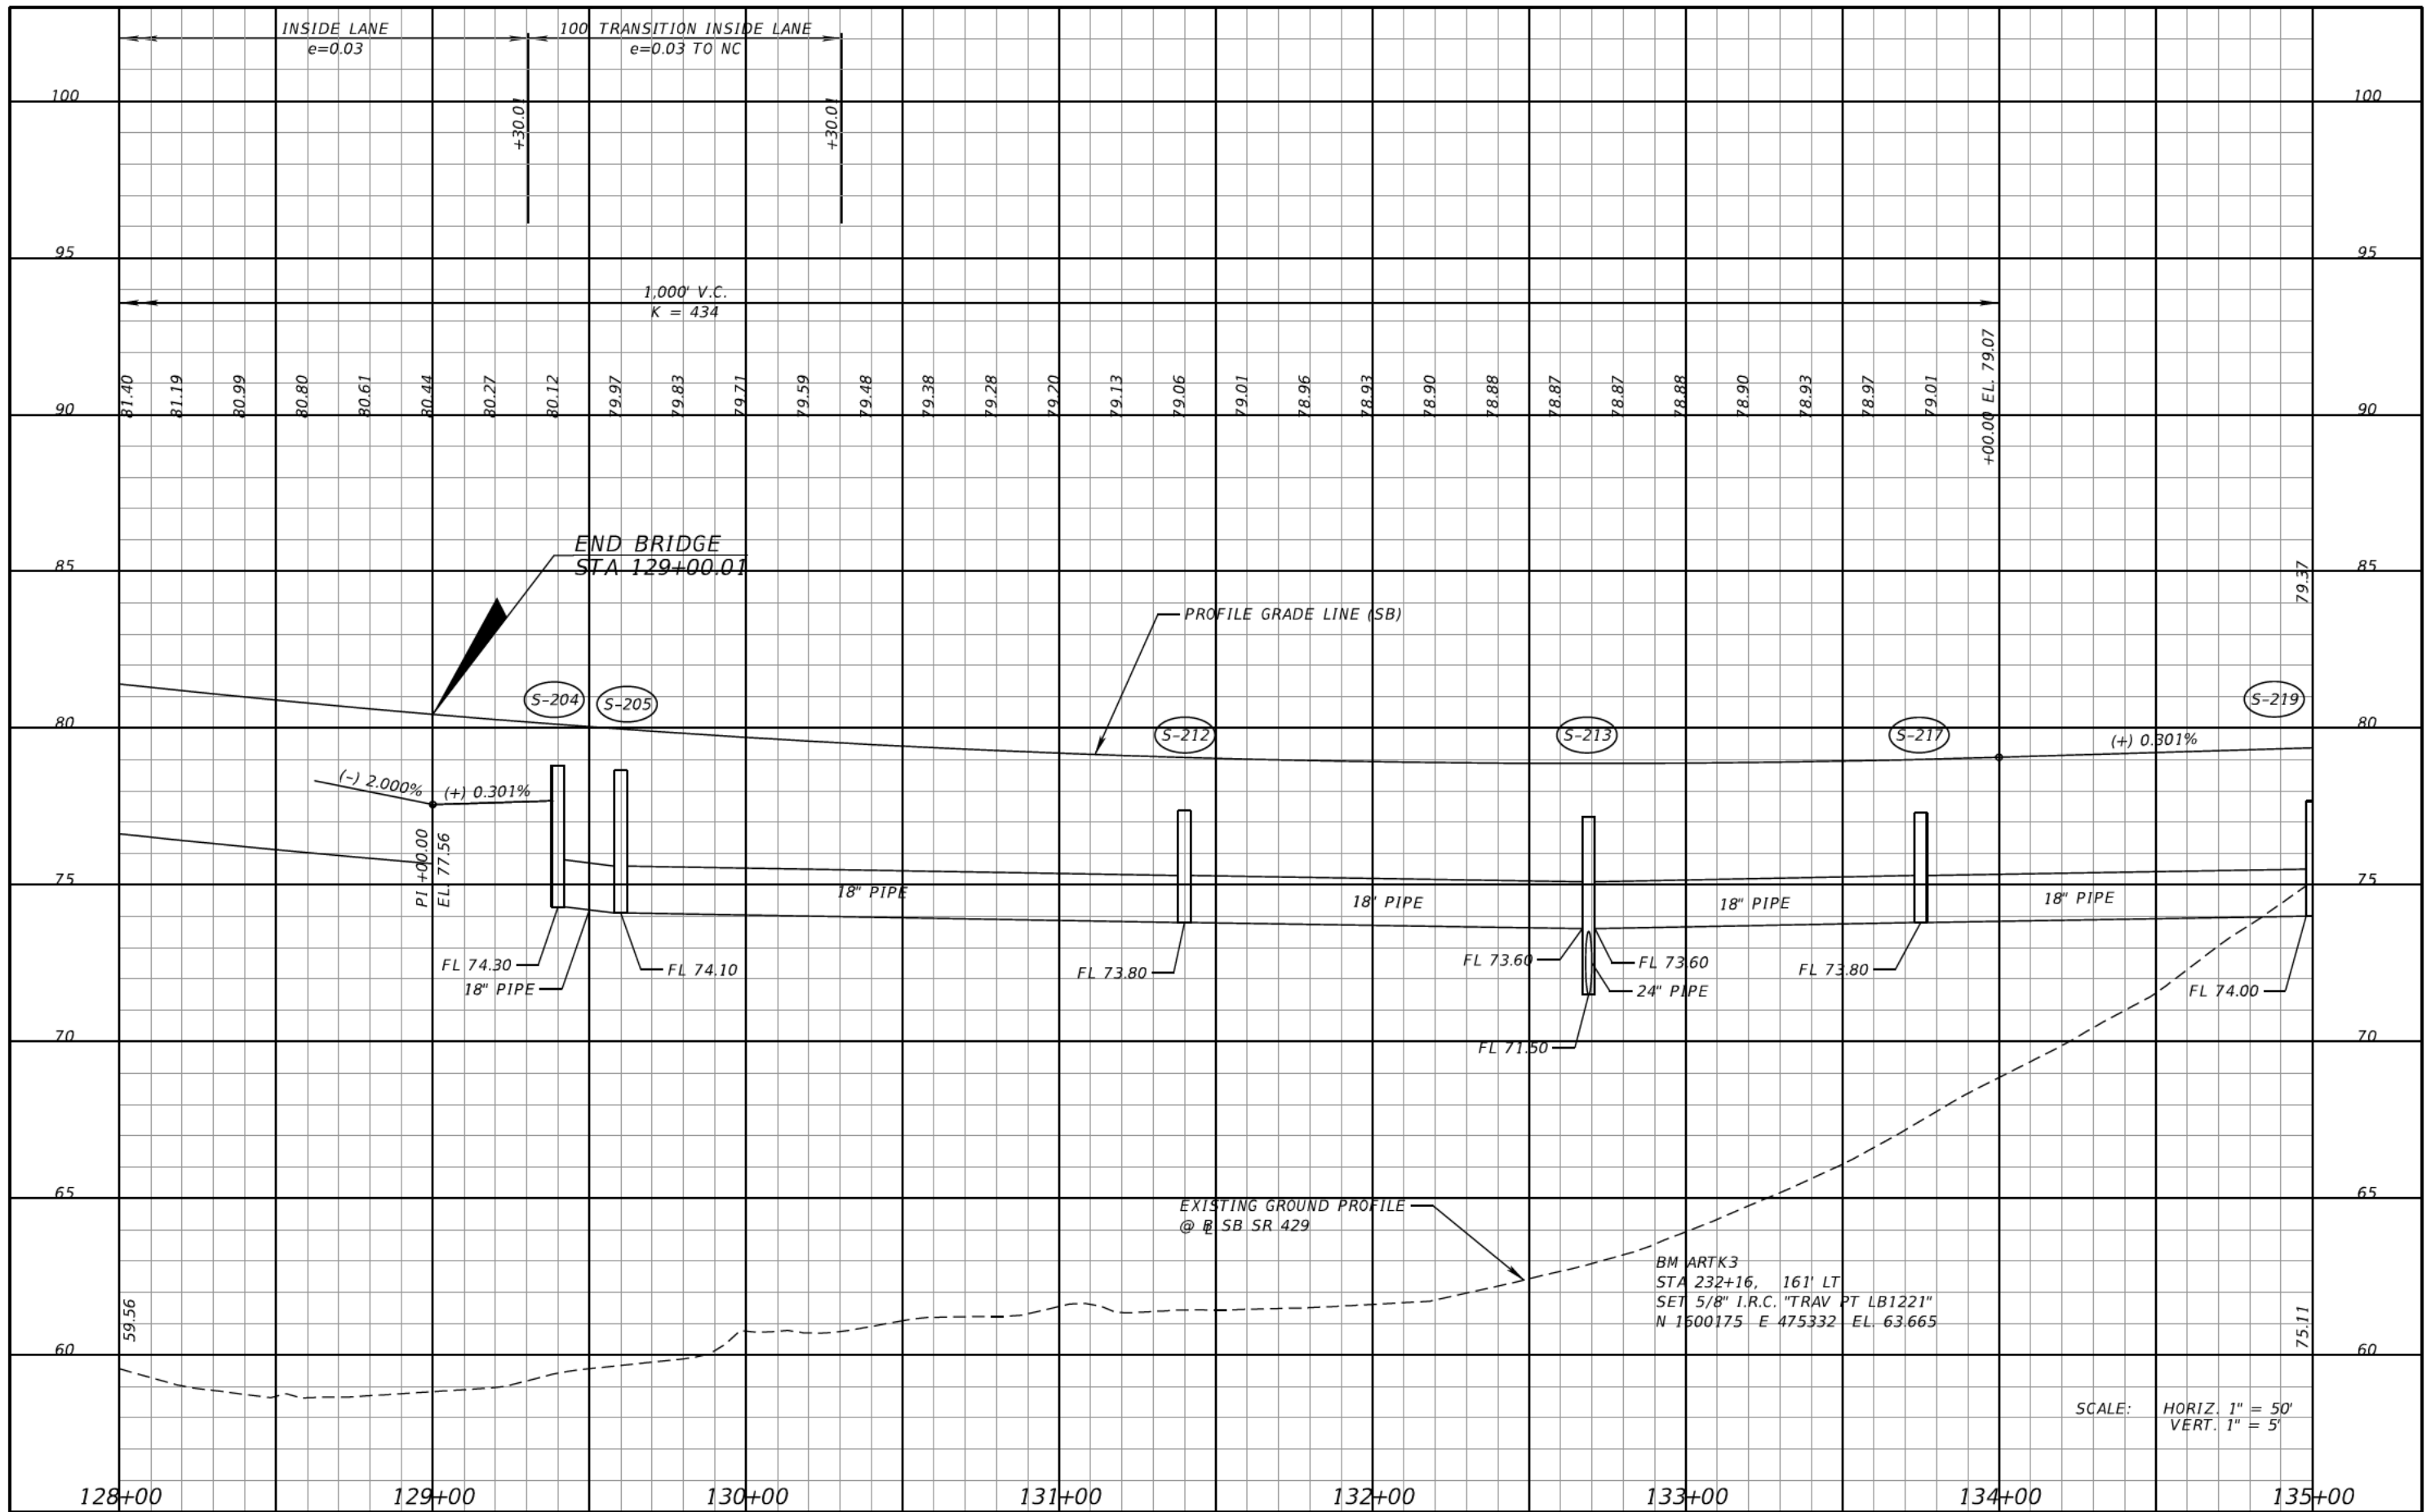 INSIDE LANE
e=0.03
100' TRANSITION INSIDE LANE
e=0.03 TO NC
100
100
+30.01
+30.01
95
95
1,000' V.C.
K = 434
+00.00 EL. 79.07
81.40
81.19
80.99
80.80
80.61
80.44
80.27
80.12
79.97
79.83
79.71
79.59
79.48
79.38
79.28
79.20
79.13
79.06
79.01
78.96
78.93
78.90
78.88
78.87
78.87
78.88
78.90
78.93
78.97
79.01
90
90
END BRIDGE
STA 129+00.01
85
85
79.37
PROFILE GRADE LINE (SB)
S-204
S-205
S-212
S-213
S-217
S-219
80
80
(+) 0.301%
(-) 2.000%
(+) 0.301%
PI +00.00
EL. 77.56
75
75
18" PIPE
18" PIPE
18" PIPE
18" PIPE
FL 74.30
18" PIPE
FL 74.10
FL 73.80
FL 73.60
FL 73.60
24" PIPE
FL 71.50
FL 73.80
FL 74.00
70
70
65
65
EXISTING GROUND PROFILE
@ BL SB SR 429
BM ARTK3
STA 232+16, 161' LT
SET 5/8" I.R.C. "TRAV PT LB1221"
N 1600175 E 475332 EL 63.665
59.56
75.11
60
60
SCALE: HORIZ. 1" = 50'
VERT. 1" = 5'
128+00
129+00
130+00
131+00
132+00
133+00
134+00
135+00